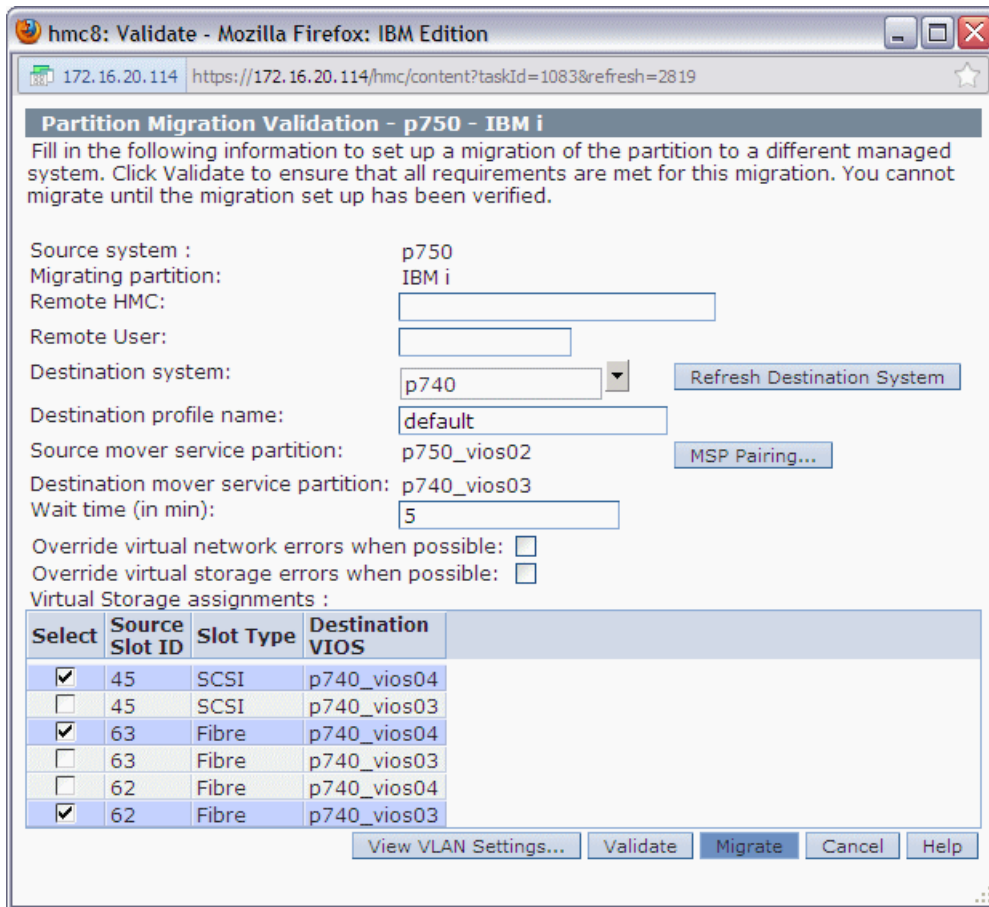 hmc8: Validate - Mozilla Firefox: IBM Edition
172.16.20.114 https://172.16.20.114/hmc/content?taskId=1083&refresh=2819
Partition Migration Validation - p750 - IBM i
Fill in the following information to set up a migration of the partition to a different managed
system. Click Validate to ensure that all requirements are met for this migration. You cannot
migrate until the migration set up has been verified.
Source system : p750
Migrating partition: IBM i
Remote HMC:
Remote User:
Destination system: p740 Refresh Destination System
Destination profile name: default
Source mover service partition: p750_vios02 MSP Pairing...
Destination mover service partition: p740_vios03
Wait time (in min): 5
Override virtual network errors when possible:
Override virtual storage errors when possible:
Virtual Storage assignments :
Select Source Slot ID Slot Type Destination VIOS
45 SCSI p740_vios04
45 SCSI p740_vios03
63 Fibre p740_vios04
63 Fibre p740_vios03
62 Fibre p740_vios04
62 Fibre p740_vios03
View VLAN Settings... Validate Migrate Cancel Help